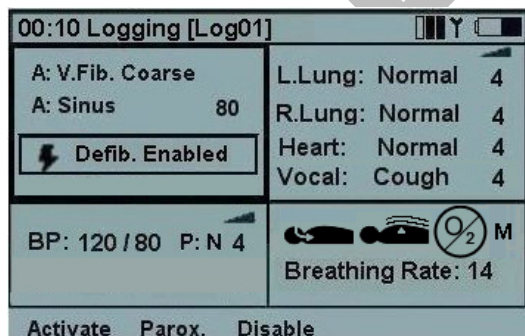 00:10 Logging [Log01]
A: V.Fib. Coarse
A: Sinus 80
Defib. Enabled
L.Lung: Normal 4
R.Lung: Normal 4
Heart: Normal 4
Vocal: Cough 4
BP: 120 / 80 P: N 4
O2 M
Breathing Rate: 14
Activate Parox. Disable